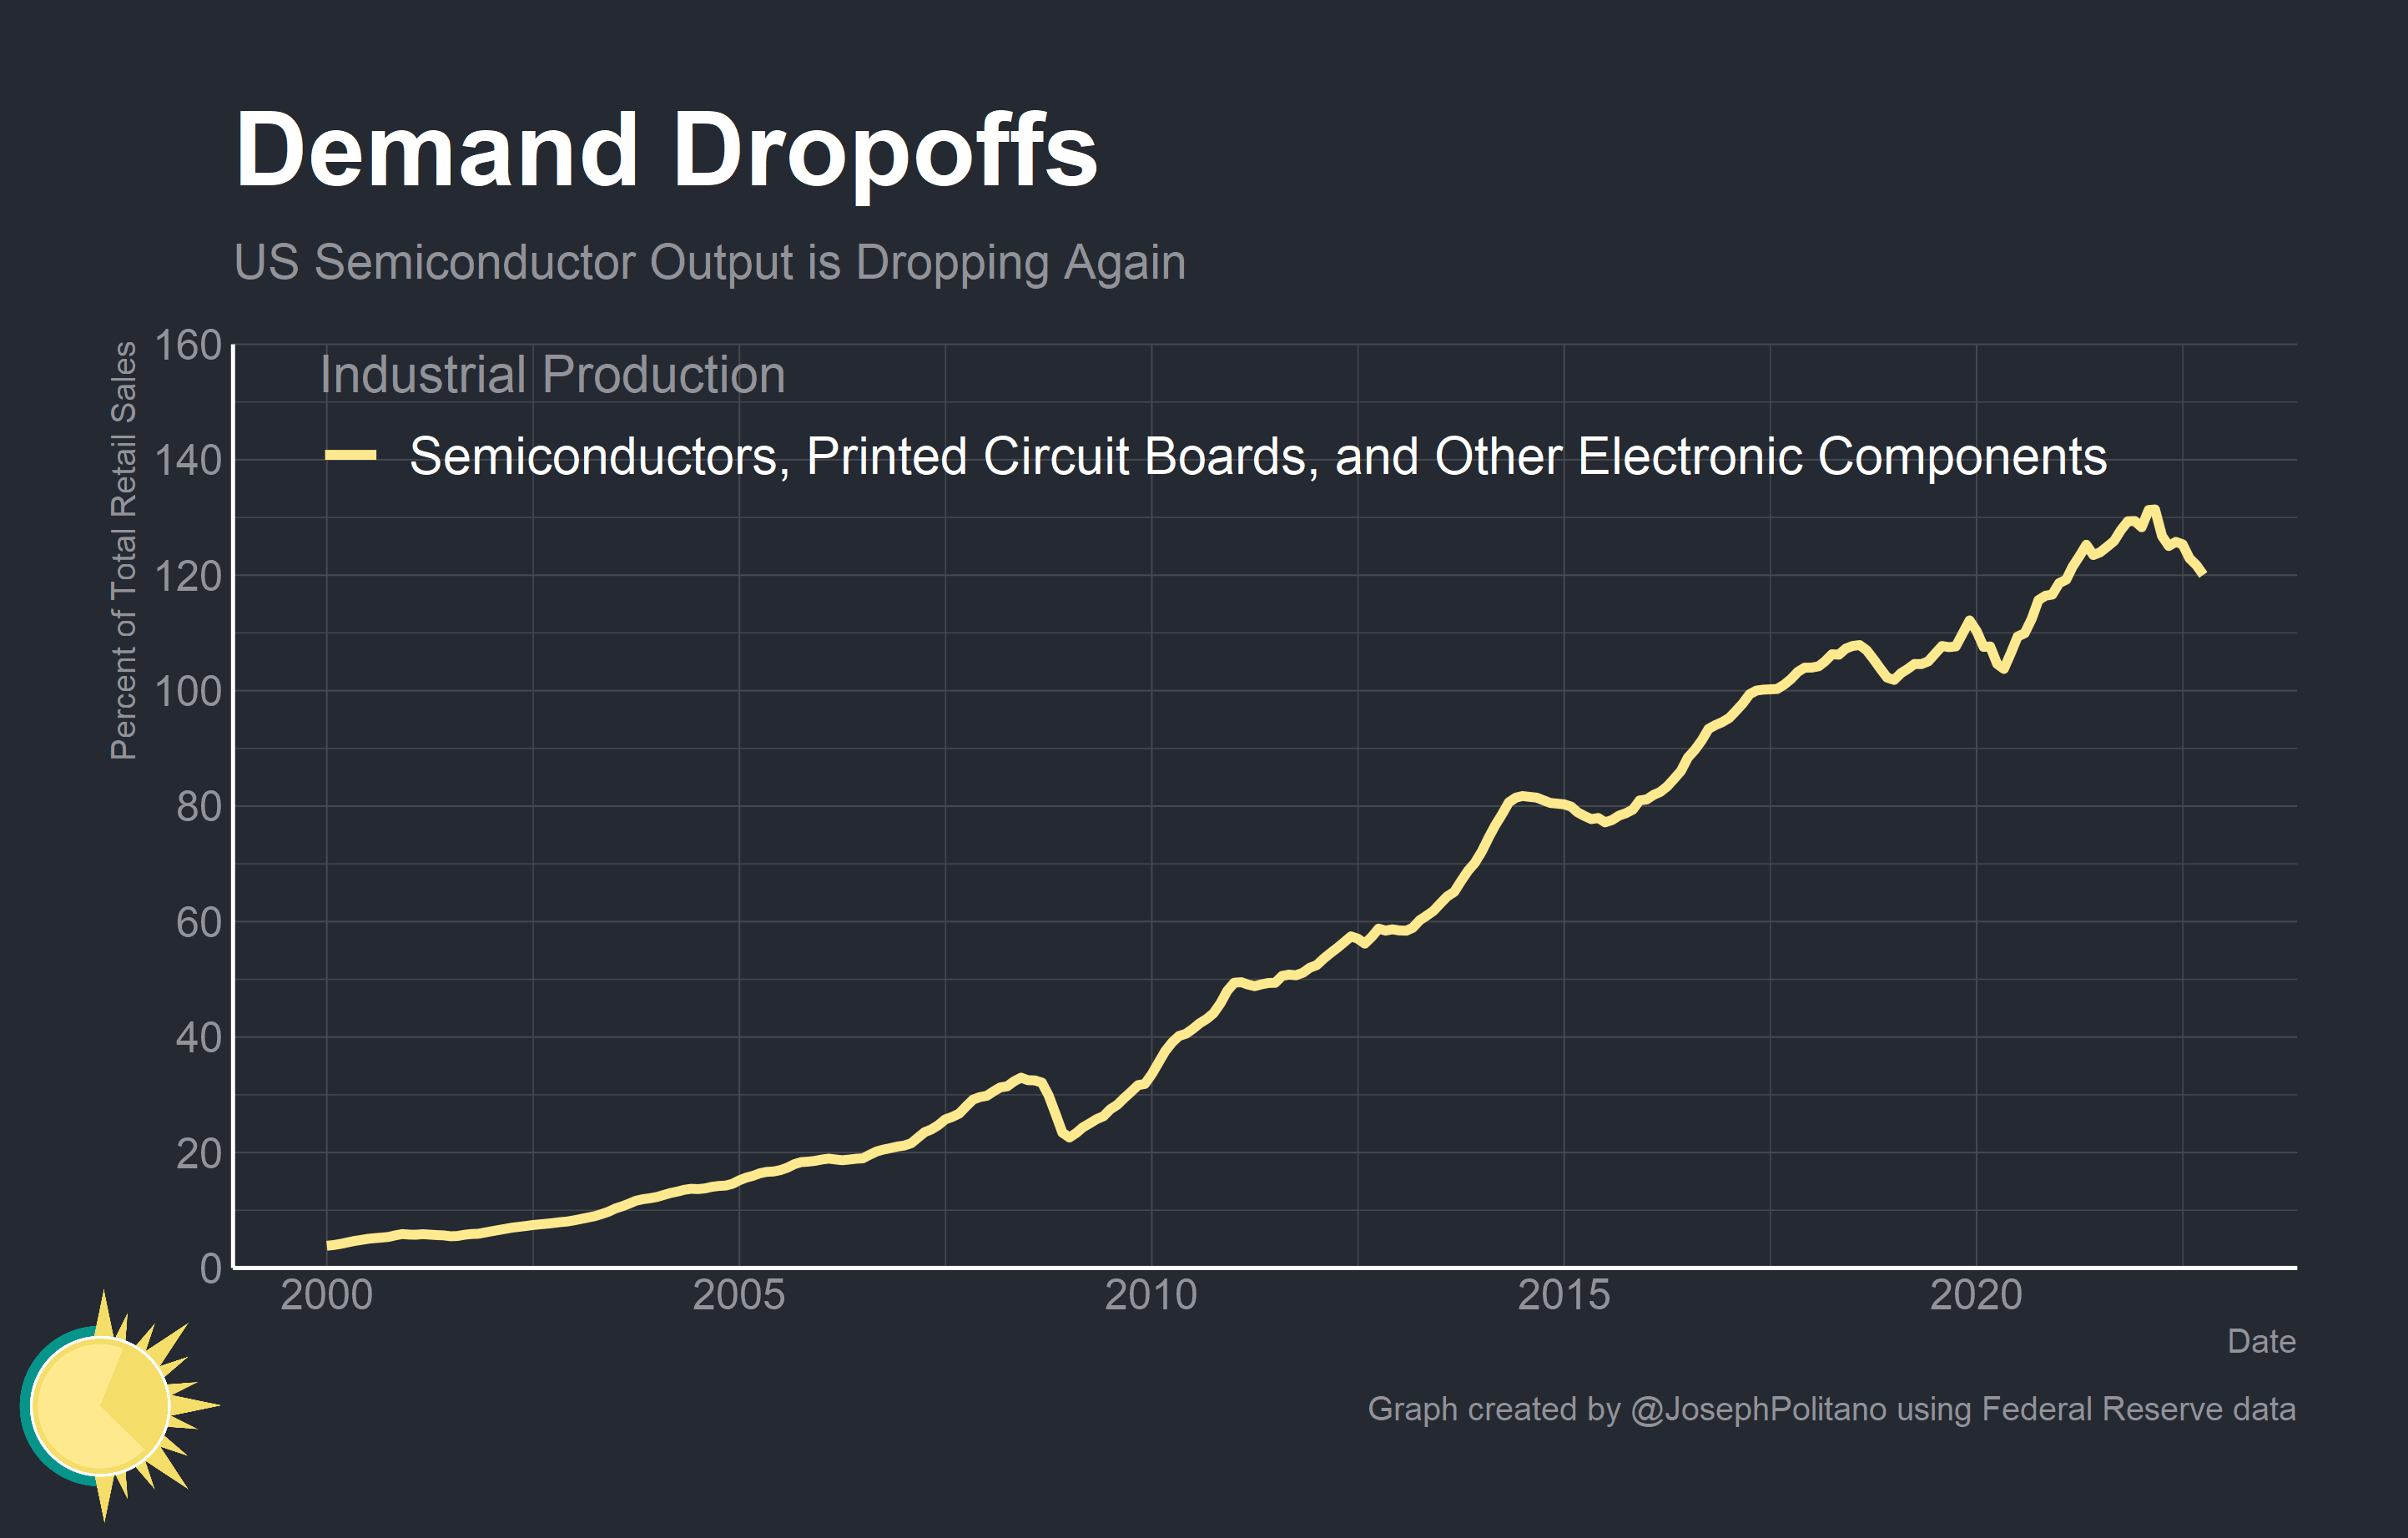 Demand Dropoffs
US Semiconductor Output is Dropping Again
Percent of Total Retail Sales
160
140
120
100
80
60
40
20
0
Industrial Production
Semiconductors, Printed Circuit Boards, and Other Electronic Components
2000 2005 2010 2015 2020
Date
Graph created by @JosephPolitano using Federal Reserve data